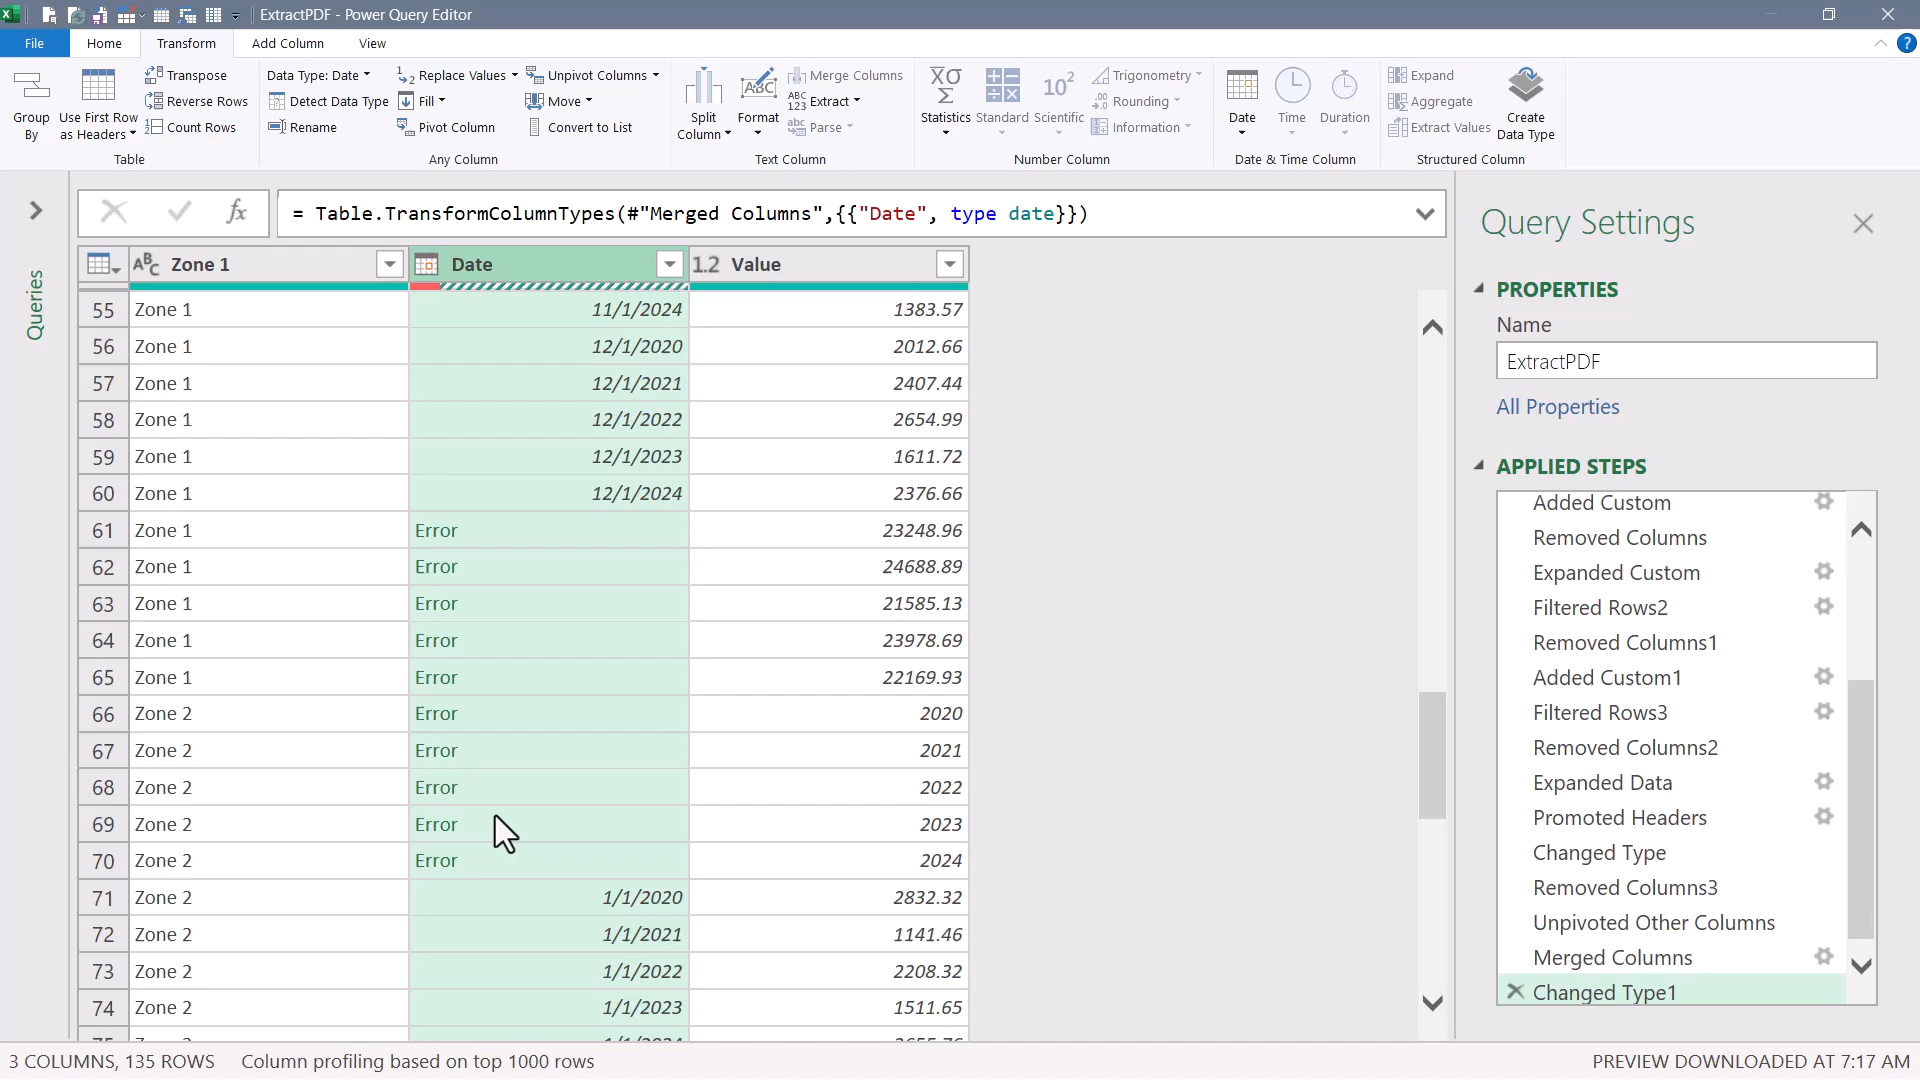 ExtractPDF - Power Query Editor
File Home Transform Add Column View
Group By
Use First Row as Headers
Transpose
Reverse Rows
Count Rows
Table
Data Type: Date
Detect Data Type
Rename
Replace Values
Fill
Pivot Column
Unpivot Columns
Move
Convert to List
Any Column
Split Column
Format
Merge Columns
Extract
Parse
Text Column
Statistics
Standard
Scientific
Trigonometry
Rounding
Information
Number Column
Date
Time
Duration
Date & Time Column
Expand
Aggregate
Extract Values
Create Data Type
Structured Column
Queries
fx = Table.TransformColumnTypes(#"Merged Columns",{{"Date", type date}})
ABC Zone 1 Date 1.2 Value
55 Zone 1 11/1/2024 1383.57
56 Zone 1 12/1/2020 2012.66
57 Zone 1 12/1/2021 2407.44
58 Zone 1 12/1/2022 2654.99
59 Zone 1 12/1/2023 1611.72
60 Zone 1 12/1/2024 2376.66
61 Zone 1 Error 23248.96
62 Zone 1 Error 24688.89
63 Zone 1 Error 21585.13
64 Zone 1 Error 23978.69
65 Zone 1 Error 22169.93
66 Zone 2 Error 2020
67 Zone 2 Error 2021
68 Zone 2 Error 2022
69 Zone 2 Error 2023
70 Zone 2 Error 2024
71 Zone 2 1/1/2020 2832.32
72 Zone 2 1/1/2021 1141.46
73 Zone 2 1/1/2022 2208.32
74 Zone 2 1/1/2023 1511.65
Query Settings
PROPERTIES
Name
ExtractPDF
All Properties
APPLIED STEPS
Added Custom
Removed Columns
Expanded Custom
Filtered Rows2
Removed Columns1
Added Custom1
Filtered Rows3
Removed Columns2
Expanded Data
Promoted Headers
Changed Type
Removed Columns3
Unpivoted Other Columns
Merged Columns
Changed Type1
3 COLUMNS, 135 ROWS Column profiling based on top 1000 rows
PREVIEW DOWNLOADED AT 7:17 AM